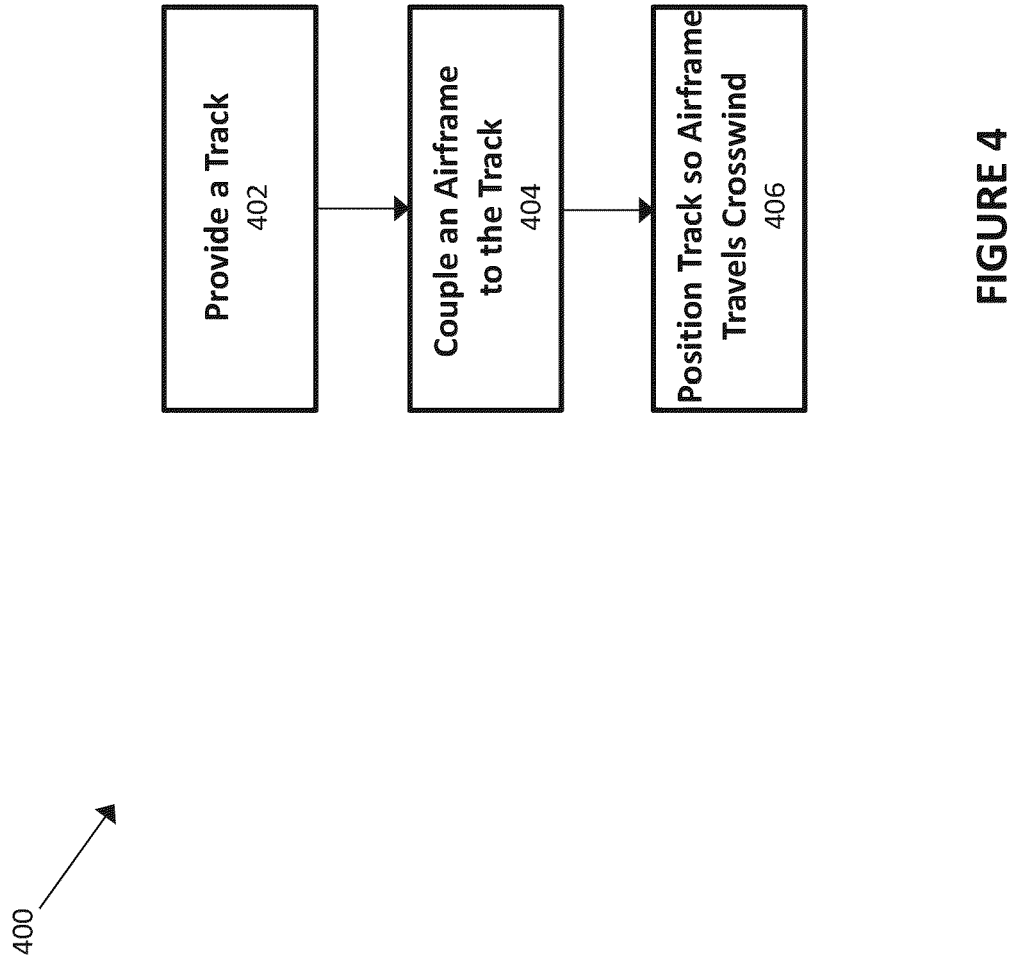 400
Provide a Track
402
Couple an Airframe
to the Track
404
Position Track so Airframe
Travels Crosswind
406
FIGURE 4